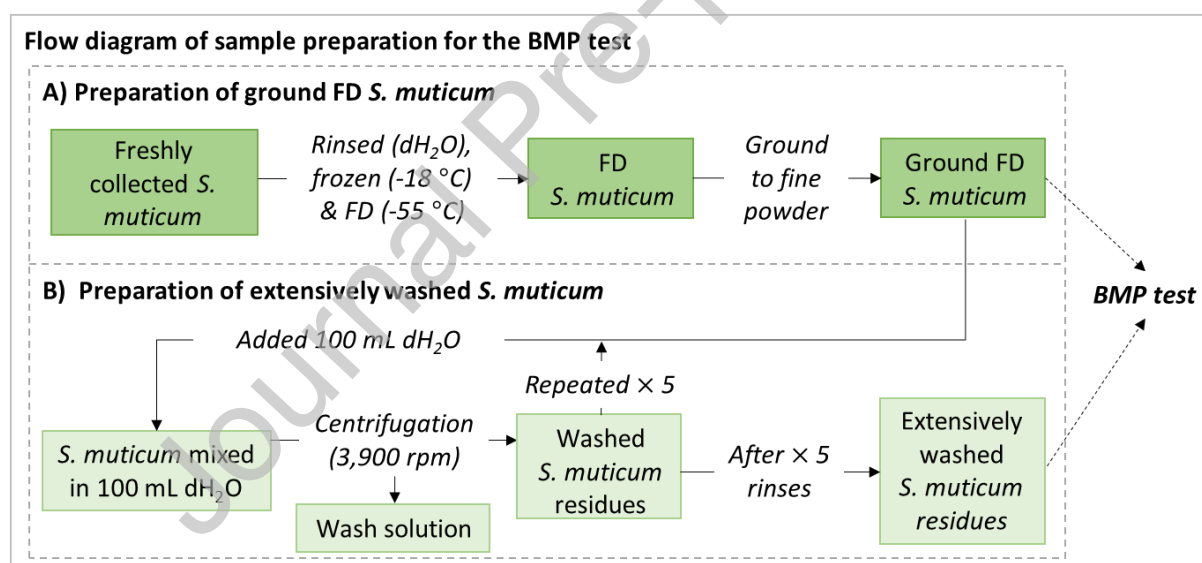 Flow diagram of sample preparation for the BMP test
A) Preparation of ground FD S. muticum
Freshly
collected S.
muticum
Rinsed (dH₂O),
frozen (-18 °C)
& FD (-55 °C)
FD
S. muticum
Ground
to fine
powder
Ground FD
S. muticum
BMP test
B) Preparation of extensively washed S. muticum
Added 100 mL dH₂O
Repeated × 5
S. muticum mixed
in 100 mL dH₂O
Centrifugation
(3,900 rpm)
Wash solution
Washed
S. muticum
residues
After × 5
rinses
Extensively
washed
S. muticum
residues
Journal Pre-